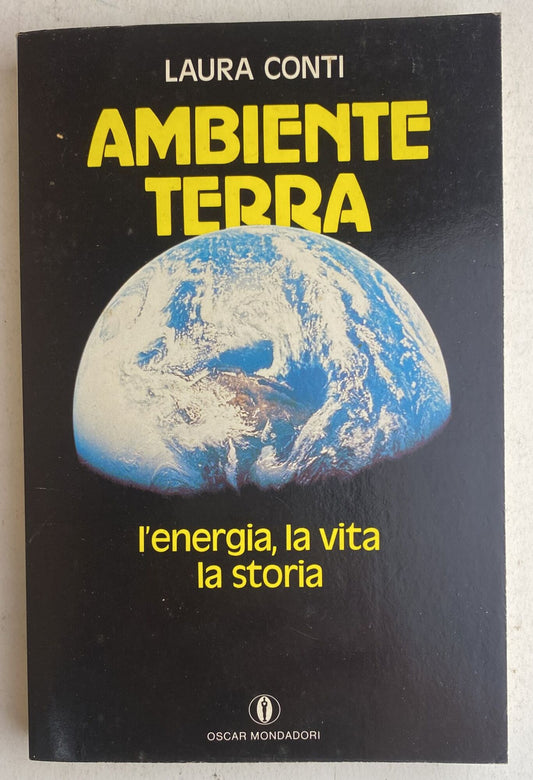 LAURA CONTI
AMBIENTE
TERRA
l'energia, la vita
la storia
OSCAR MONDADORI